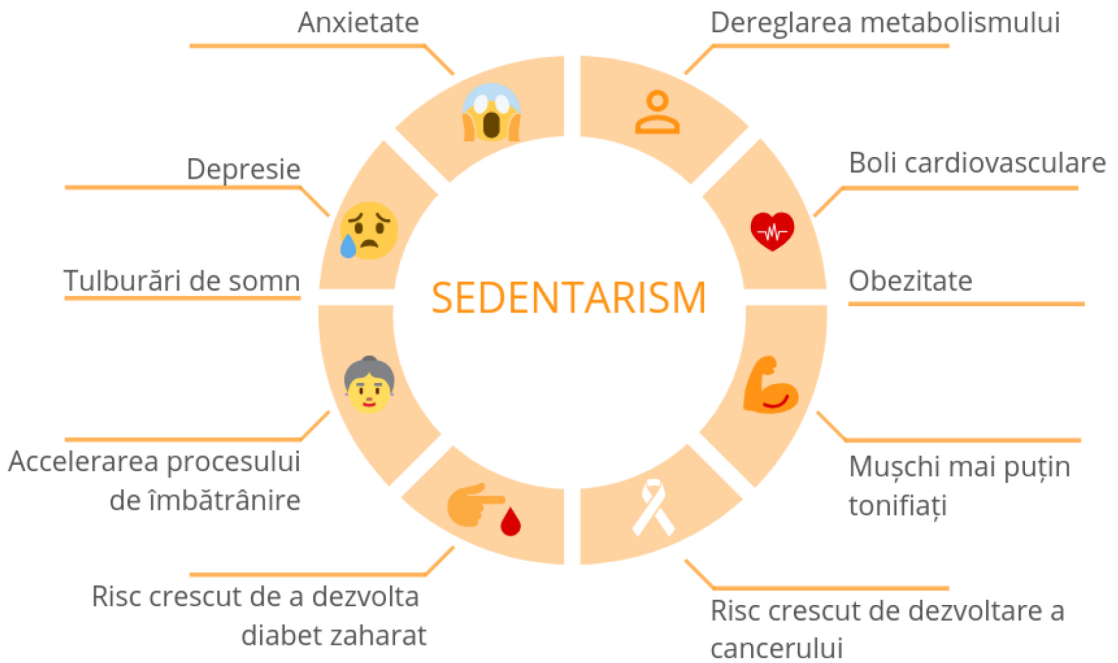 Anxietate
Dereglarea metabolismului
Depresie
Boli cardiovasculare
Tulburări de somn
SEDENTARISM
Obezitate
Accelerarea procesului
de îmbătrânire
Mușchi mai puțin
tonifiați
Risc crescut de a dezvolta
diabet zaharat
Risc crescut de dezvoltare a
cancerului